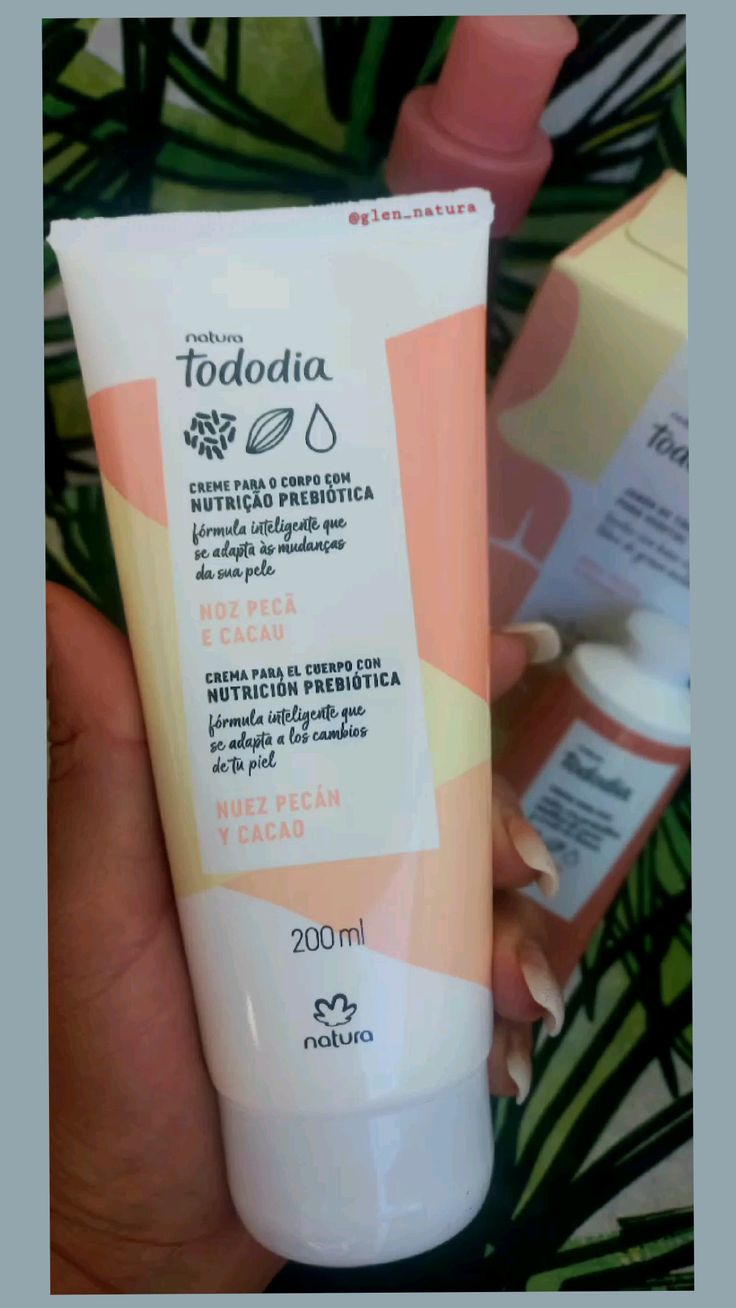 @glen_natura
natura
Tododia
CREME PARA O CORPO COM
NUTRIÇÃO PREBIÓTICA
fórmula inteligente que
se adapta às mudanças
da sua pele
NOZ PECÃ
E CACAU
CREMA PARA EL CUERPO CON
NUTRICIÓN PREBIÓTICA
fórmula inteligente que
se adapta a los cambios
de tu piel
NUEZ PECÁN
Y CACAO
200 ml
natura
Tododia